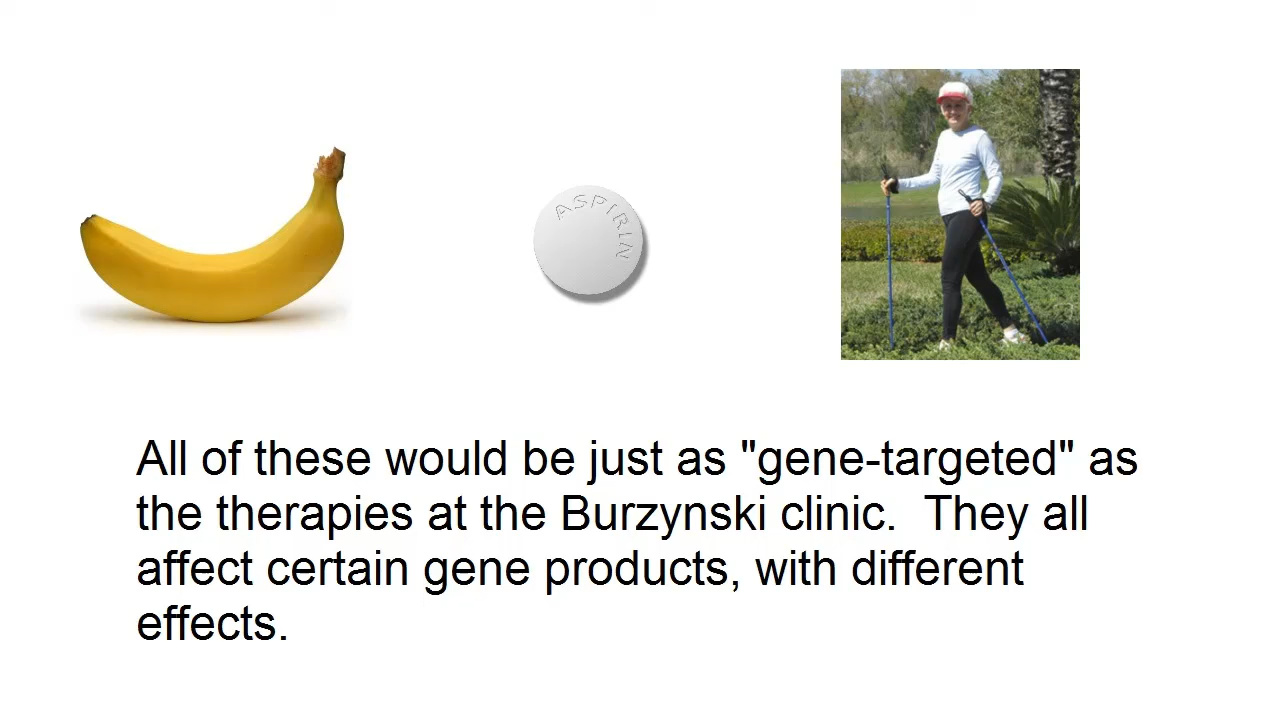 ASPIRIN
All of these would be just as "gene-targeted" as
the therapies at the Burzynski clinic.  They all
affect certain gene products, with different
effects.